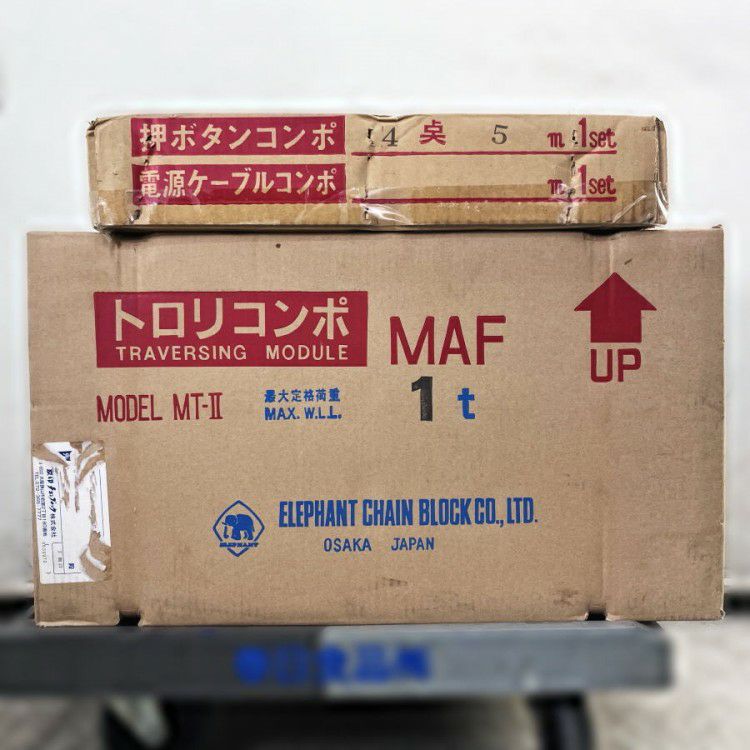 押ボタンコンポ 4 点 5 m 1set
電源ケーブルコンポ m 1set
トロリコンポ
TRAVERSING MODULE
MAF
UP
MODEL MT-II
最大定格荷重
MAX. W.L.L.
1 t
ELEPHANT
ELEPHANT CHAIN BLOCK CO., LTD.
OSAKA JAPAN